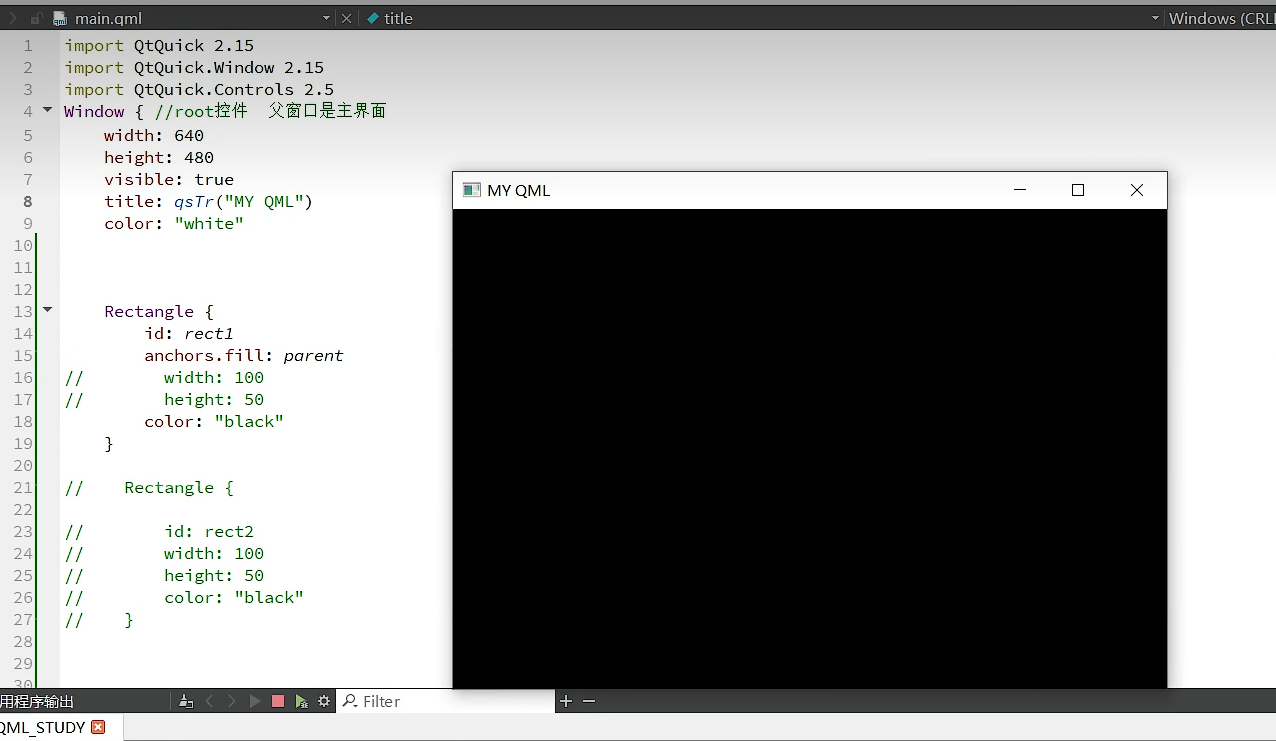 main.qml
title
Windows (CRL
1 import QtQuick 2.15
2 import QtQuick.Window 2.15
3 import QtQuick.Controls 2.5
4 Window { //root控件  父窗口是主界面
5     width: 640
6     height: 480
7     visible: true
8     title: qsTr("MY QML")
9     color: "white"
10
11
12
13     Rectangle {
14         id: rect1
15         anchors.fill: parent
16 //        width: 100
17 //        height: 50
18         color: "black"
19     }
20
21 //    Rectangle {
22
23 //        id: rect2
24 //        width: 100
25 //        height: 50
26 //        color: "black"
27 //    }
28
29
30
MY QML
用程序输出
Filter
QML_STUDY